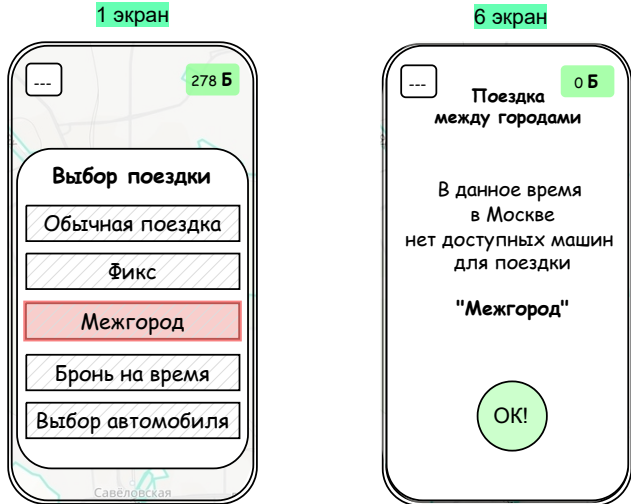 1 экран
---
278 Б
Выбор поездки
Обычная поездка
Фикс
Межгород
Бронь на время
Выбор автомобиля
Савёловская
6 экран
---
0 Б
Поездка
между городами
В данное время
в Москве
нет доступных машин
для поездки
"Межгород"
ОК!